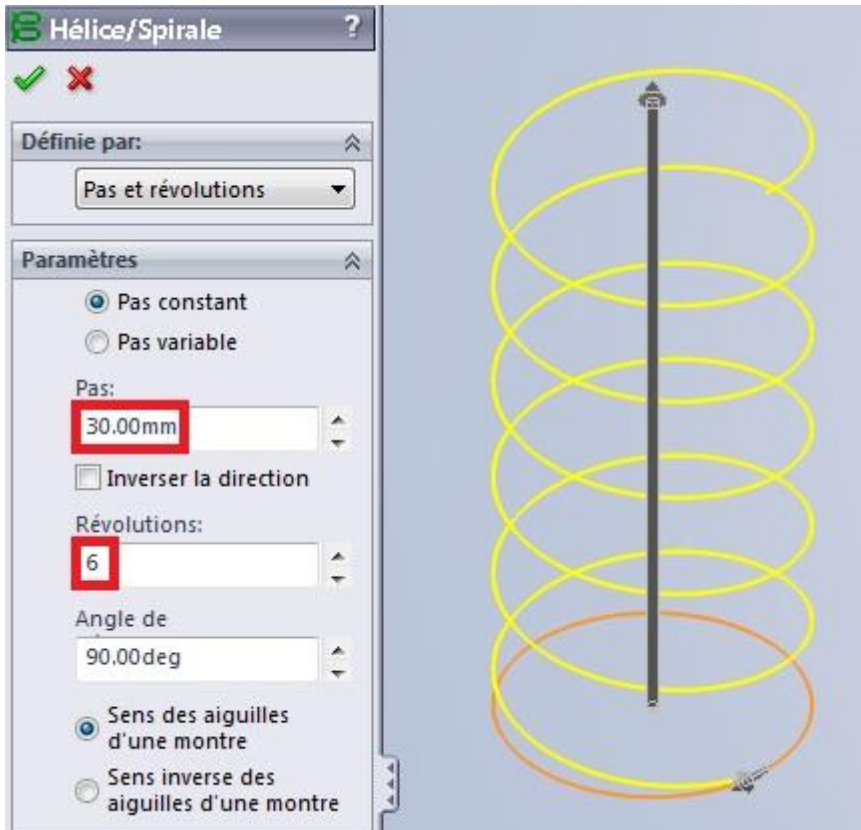 Hélice/Spirale ?
Définie par:
Pas et révolutions
Paramètres
Pas constant
Pas variable
Pas:
30.00mm
Inverser la direction
Révolutions:
6
Angle de
90.00deg
Sens des aiguilles
d'une montre
Sens inverse des
aiguilles d'une montre